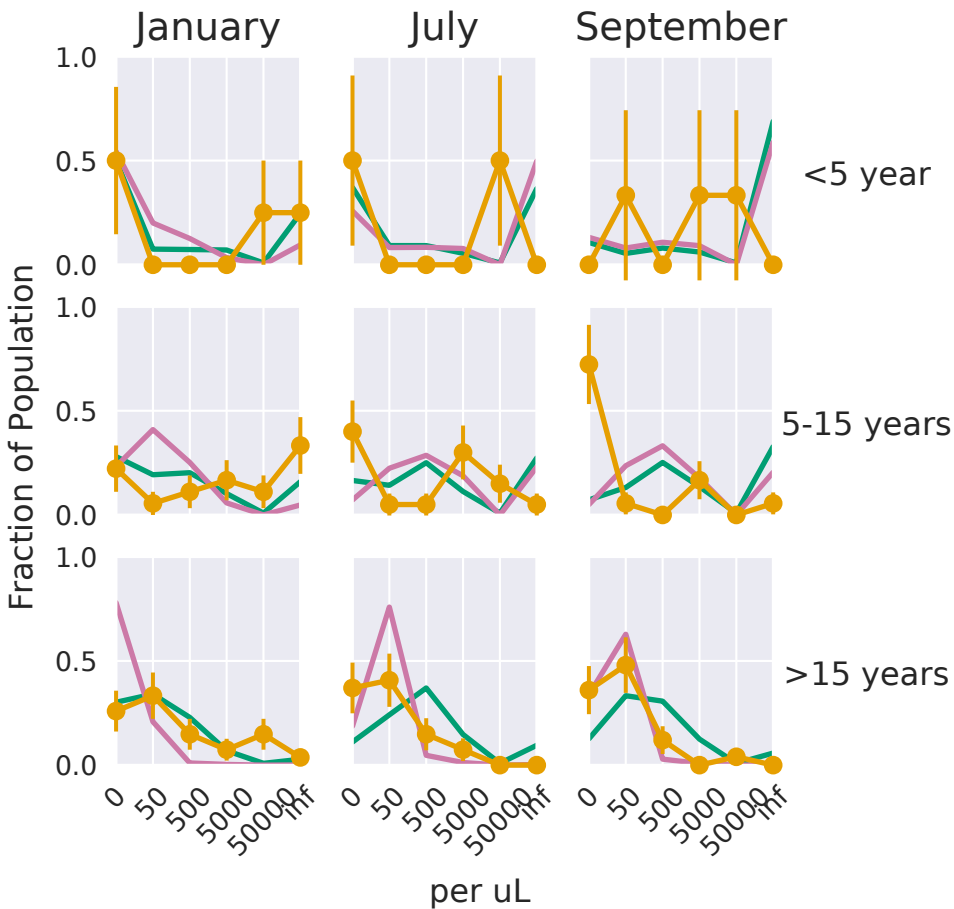 January July September
1.0
0.5
0.0
<5 year
1.0
0.5
0.0
5-15 years
1.0
0.5
0.0
>15 years
Fraction of Population
0 50 500 5000 50000 inf
0 50 500 5000 50000 inf
0 50 500 5000 50000 inf
per uL